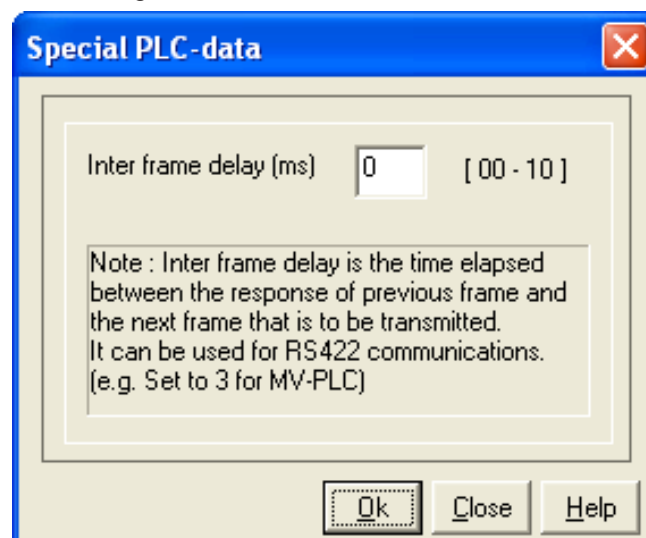 Special PLC-data
Inter frame delay (ms) 0 [ 00 - 10 ]
Note : Inter frame delay is the time elapsed
between the response of previous frame and
the next frame that is to be transmitted.
It can be used for RS422 communications.
(e.g. Set to 3 for MV-PLC)
Ok Close Help